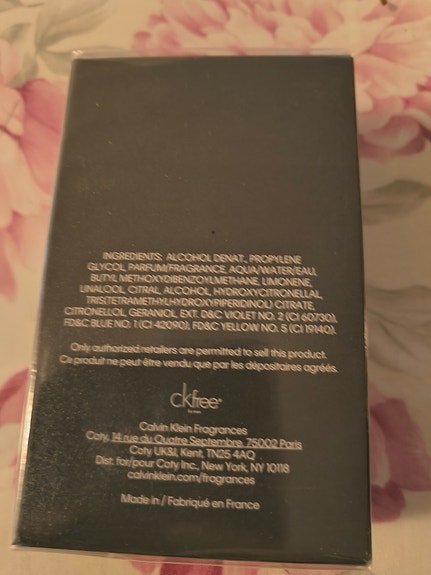 INGREDIENTS: ALCOHOL DENAT., PROPYLENE
GLYCOL, PARFUM/FRAGRANCE, AQUA/WATER/EAU,
BUTYL METHOXYDIBENZOYLMETHANE, LIMONENE,
LINALOOL, CITRAL, ALCOHOL, HYDROXYCITRONELLAL,
TRIS(TETRAMETHYLHYDROXYPIPERIDINOL) CITRATE,
CITRONELLOL, GERANIOL, EXT. D&C VIOLET NO. 2 (CI 60730),
FD&C BLUE NO. 1 (CI 42090), FD&C YELLOW NO. 5 (CI 19140).
Only authorized retailers are permitted to sell this product.
Ce produit ne peut être vendu que par les dépositaires agréés.
ckfree
for men
Calvin Klein Fragrances
Coty, 14 rue du Quatre Septembre, 75002 Paris
Coty UK&I, Kent, TN25 4AQ
Dist. for/pour Coty Inc., New York, NY 10118
calvinklein.com/fragrances
Made in / Fabriqué en France